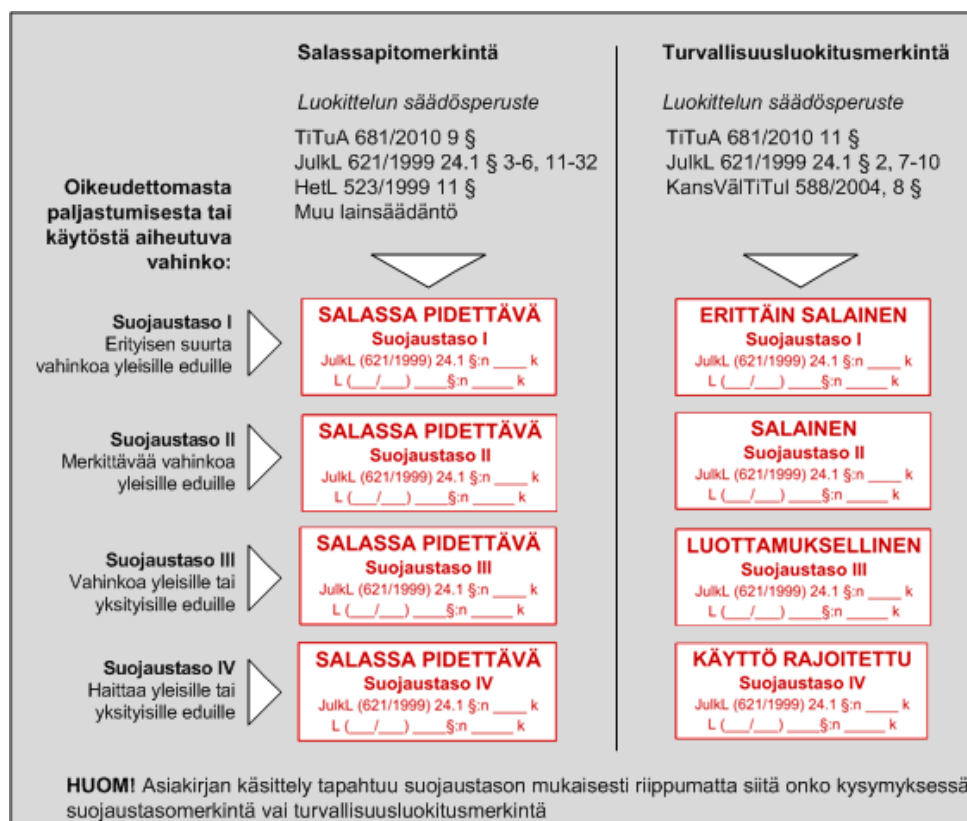 Salassapitomerkintä
Luokittelun säädösperuste
TiTuA 681/2010 9 §
JulkL 621/1999 24.1 § 3-6, 11-32
HetL 523/1999 11 §
Muu lainsäädäntö
Turvallisuusluokitusmerkintä
Luokittelun säädösperuste
TiTuA 681/2010 11 §
JulkL 621/1999 24.1 § 2, 7-10
KansVälTiTul 588/2004, 8 §
Oikeudettomasta
paljastumisesta tai
käytöstä aiheutuva
vahinko:
Suojaustaso I
Erityisen suurta
vahinkoa yleisille eduille
SALASSA PIDETTÄVÄ
Suojaustaso I
JulkL (621/1999) 24.1 §:n ____ k
L (___/___) ____§:n _____ k
ERITTÄIN SALAINEN
Suojaustaso I
JulkL (621/1999) 24.1 §:n ____ k
L (___/___) ____§:n _____ k
Suojaustaso II
Merkittävää vahinkoa
yleisille eduille
SALASSA PIDETTÄVÄ
Suojaustaso II
JulkL (621/1999) 24.1 §:n ____ k
L (___/___) ____§:n _____ k
SALAINEN
Suojaustaso II
JulkL (621/1999) 24.1 §:n ____ k
L (___/___) ____§:n _____ k
Suojaustaso III
Vahinkoa yleisille tai
yksityisille eduille
SALASSA PIDETTÄVÄ
Suojaustaso III
JulkL (621/1999) 24.1 §:n ____ k
L (___/___) ____§:n _____ k
LUOTTAMUKSELLINEN
Suojaustaso III
JulkL (621/1999) 24.1 §:n ____ k
L (___/___) ____§:n _____ k
Suojaustaso IV
Haittaa yleisille tai
yksityisille eduille
SALASSA PIDETTÄVÄ
Suojaustaso IV
JulkL (621/1999) 24.1 §:n ____ k
L (___/___) ____§:n _____ k
KÄYTTÖ RAJOITETTU
Suojaustaso IV
JulkL (621/1999) 24.1 §:n ____ k
L (___/___) ____§:n _____ k
HUOM! Asiakirjan käsittely tapahtuu suojaustason mukaisesti riippumatta siitä onko kysymyksessä
suojaustasomerkintä vai turvallisuusluokitusmerkintä